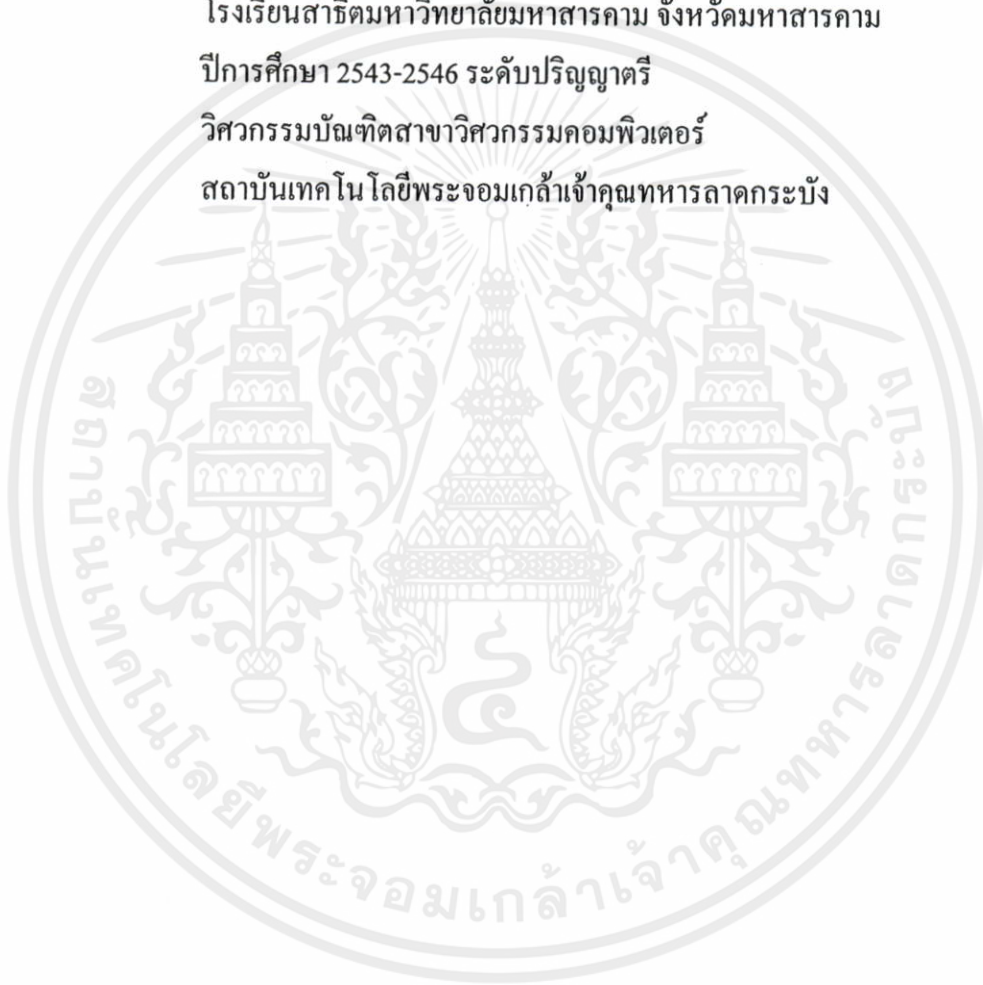 โรงเรียนสาธิตมหาวิทยาลัยมหาสารคาม จังหวัดมหาสารคาม
ปีการศึกษา 2543-2546 ระดับปริญญาตรี
วิศวกรรมบัณฑิตสาขาวิศวกรรมคอมพิวเตอร์
สถาบันเทคโนโลยีพระจอมเกล้าเจ้าคุณทหารลาดกระบัง
สถาบันเทคโนโลยีพระจอมเกล้าเจ้าคุณทหารลาดกระบัง
๔